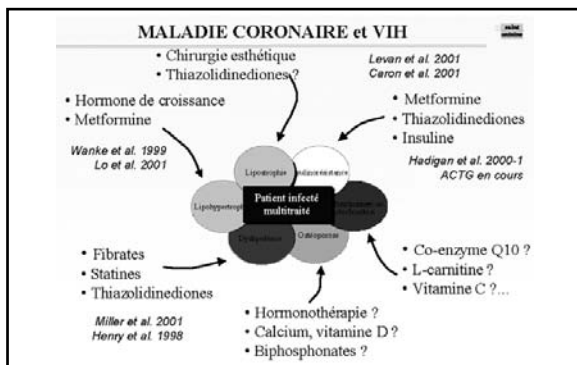 MALADIE CORONAIRE et VIH
• Chirurgie esthétique
• Thiazolidinediones ?
Levan et al. 2001
Caron et al. 2001
• Hormone de croissance
• Metformine
Wanke et al. 1999
Lo et al. 2001
• Metformine
• Thiazolidinediones
• Insuline
Hadigan et al. 2000-1
ACTG en cours
Lipoatrophie
Lipohypertroph
Patient infecté
multitraité
Ostéoporose
• Fibrates
• Statines
• Thiazolidinediones
Miller et al. 2001
Henry et al. 1998
• Co-enzyme Q10 ?
• L-carnitine ?
• Vitamine C ?...
• Hormonothérapie ?
• Calcium, vitamine D ?
• Biphosphonates ?